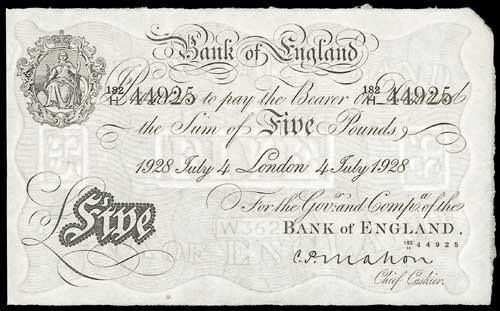 Bank of England
182/H 44925 Promise to pay the Bearer on Demand 182/H 44925
the Sum of Five Pounds
1928 July 4 London 4 July 1928
For the Govr. and Compa. of the
BANK OF ENGLAND.
182/H 44925
Five
C.P. Mahon
Chief Cashier.
W362